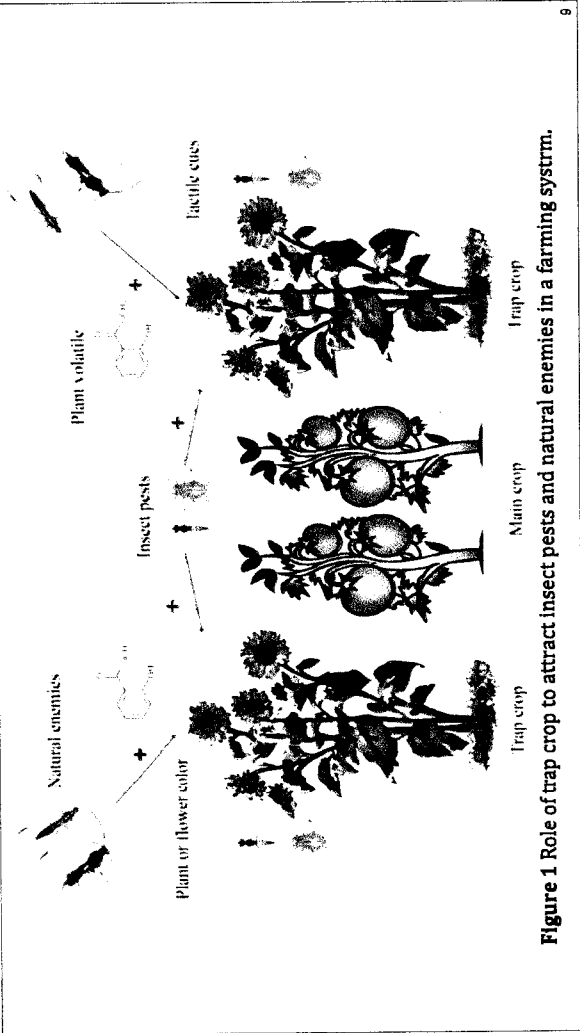 Natural enemies
Plant volatile
Insect pests
Plant or flower color
Tactile cues
+
+
+
+
Trap crop
Main crop
Trap crop
Figure 1 Role of trap crop to attract insect pests and natural enemies in a farming systrm.
9